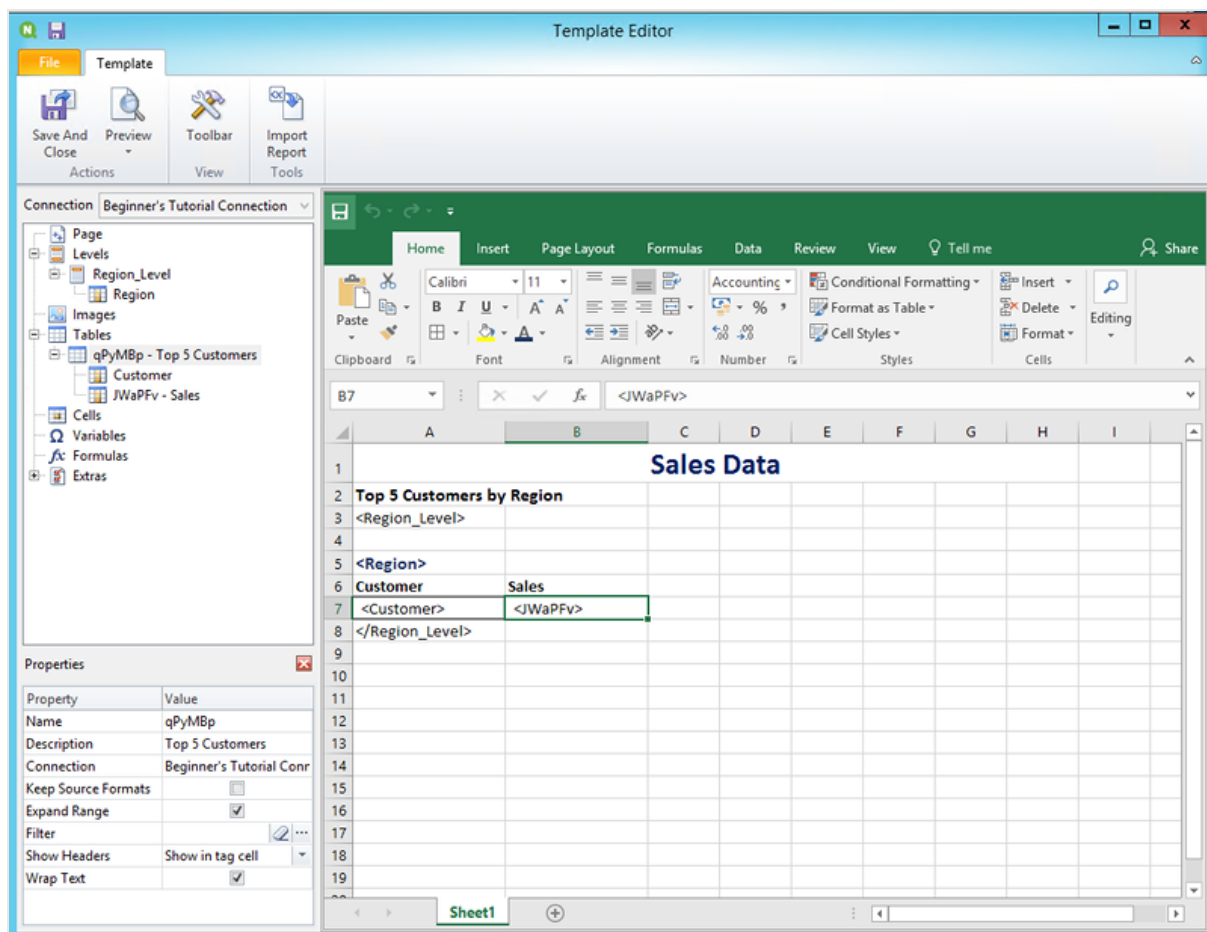 Template Editor
File Template
Save And Close
Preview
Toolbar
Import Report
Actions View Tools
Connection Beginner's Tutorial Connection
Page
Levels
Region_Level
Region
Images
Tables
qPyMBp - Top 5 Customers
Customer
JWaPFv - Sales
Cells
Variables
Formulas
Extras
Properties
Property Value
Name qPyMBp
Description Top 5 Customers
Connection Beginner's Tutorial Conr
Keep Source Formats
Expand Range
Filter
Show Headers Show in tag cell
Wrap Text
Home Insert Page Layout Formulas Data Review View Tell me Share
Paste
Calibri 11
B I U A A
A
Accounting
% ,
Conditional Formatting
Format as Table
Cell Styles
Insert
Delete
Format
Editing
Clipboard Font Alignment Number Styles Cells
B7 fx <JWaPFv>
A B C D E F G H I
1 Sales Data
2 Top 5 Customers by Region
3 <Region_Level>
4
5 <Region>
6 Customer Sales
7 <Customer> <JWaPFv>
8 </Region_Level>
9
10
11
12
13
14
15
16
17
18
19
Sheet1